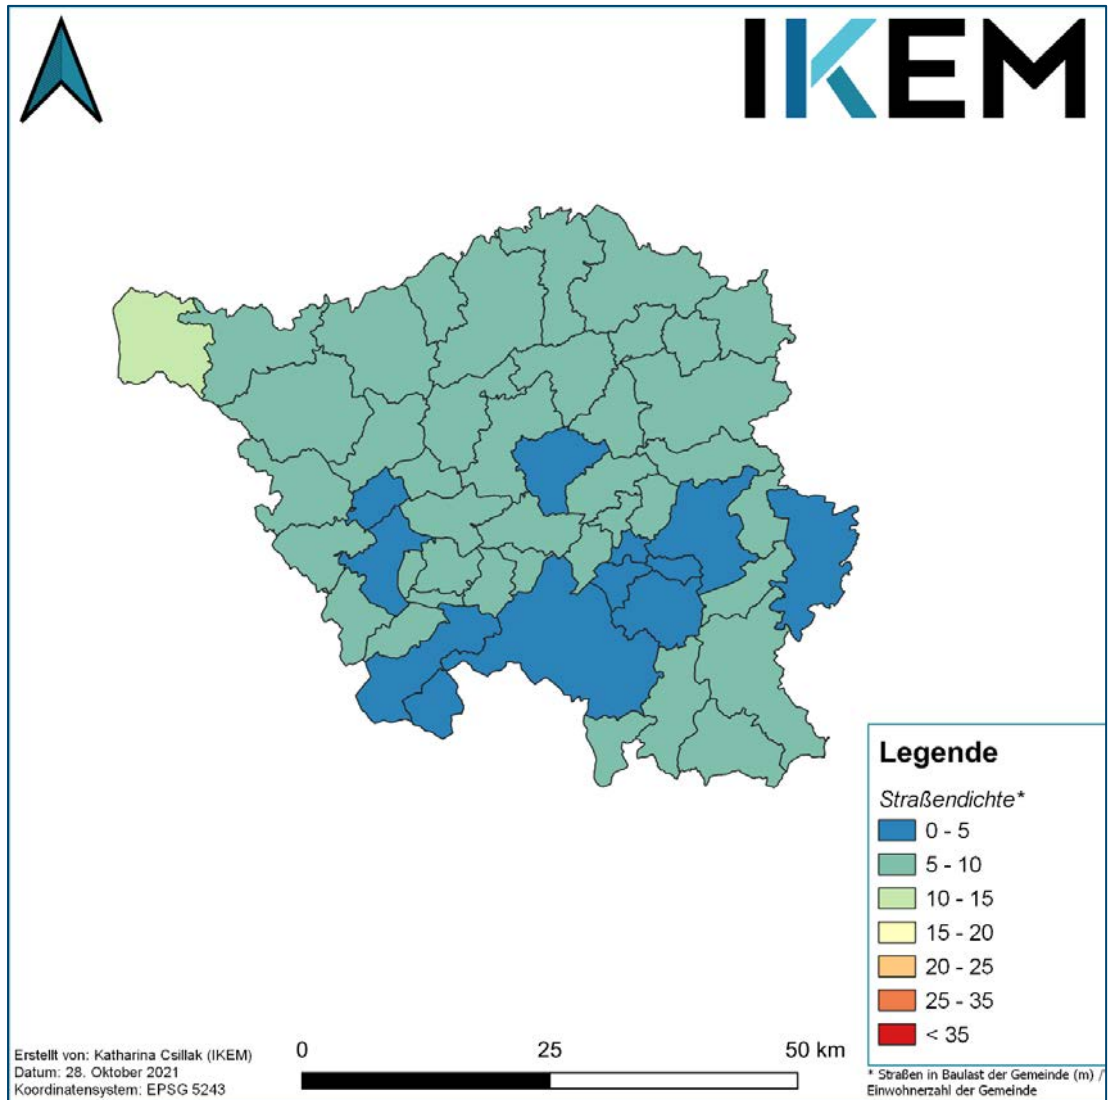 IKEM
Legende
Straßendichte*
0 - 5
5 - 10
10 - 15
15 - 20
20 - 25
25 - 35
< 35
Erstellt von: Katharina Csillak (IKEM)
Datum: 28. Oktober 2021
Koordinatensystem: EPSG 5243
0 25 50 km
* Straßen in Baulast der Gemeinde (m) /
Einwohnerzahl der Gemeinde